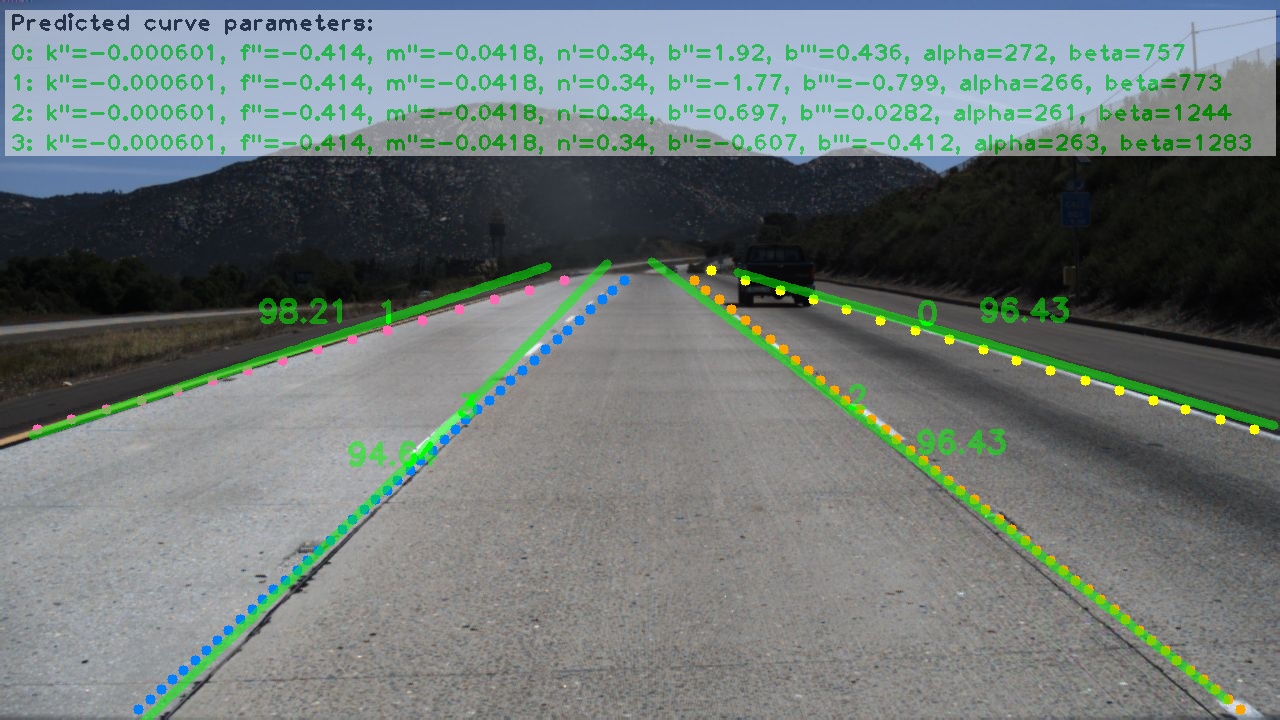 Predicted curve parameters:
0: k''=-0.000601, f''=-0.414, m''=-0.0418, n'=0.34, b''=1.92, b'''=0.436, alpha=272, beta=757
1: k''=-0.000601, f''=-0.414, m''=-0.0418, n'=0.34, b''=-1.77, b'''=-0.799, alpha=266, beta=773
2: k''=-0.000601, f''=-0.414, m''=-0.0418, n'=0.34, b''=0.697, b'''=0.0282, alpha=261, beta=1244
3: k''=-0.000601, f''=-0.414, m''=-0.0418, n'=0.34, b''=-0.607, b'''=-0.412, alpha=263, beta=1283
98.21 1
0 96.43
2
96.43